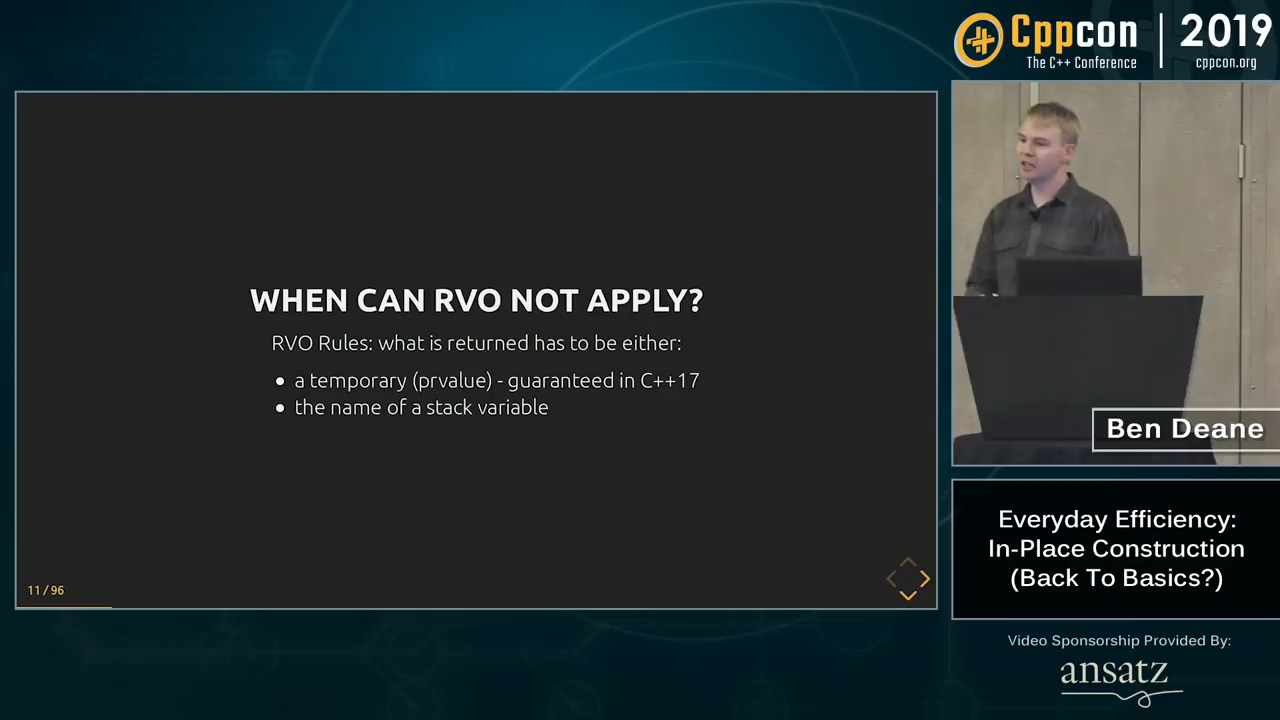 Cppcon | 2019
The C++ Conference
cppcon.org
WHEN CAN RVO NOT APPLY?
RVO Rules: what is returned has to be either:
• a temporary (prvalue) - guaranteed in C++17
• the name of a stack variable
11 / 96
Ben Deane
Everyday Efficiency:
In-Place Construction
(Back To Basics?)
Video Sponsorship Provided By:
ansatz